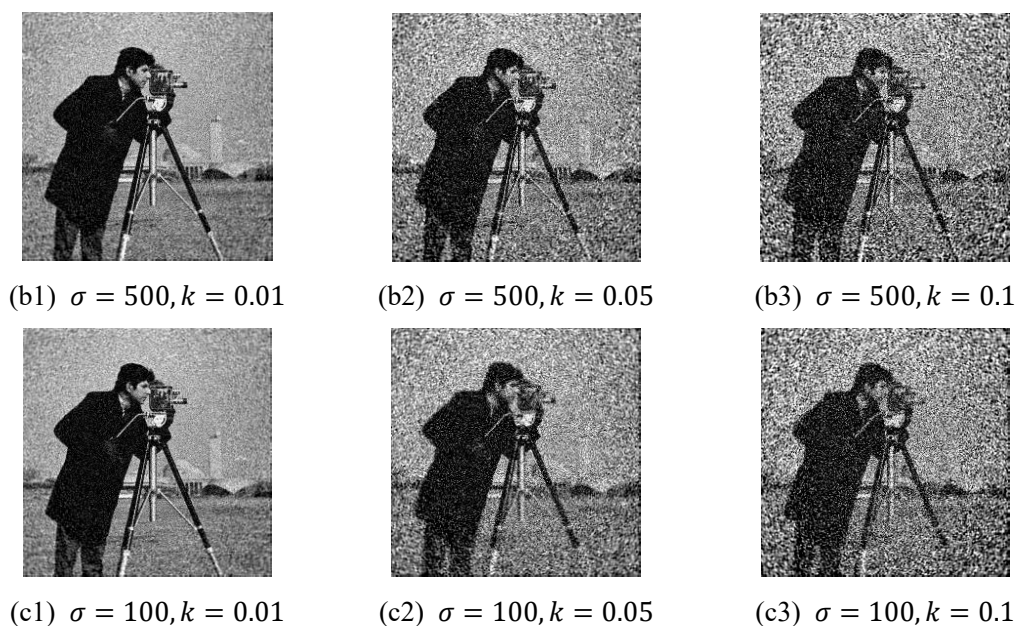 (b1) σ = 500, k = 0.01 (b2) σ = 500, k = 0.05 (b3) σ = 500, k = 0.1
(c1) σ = 100, k = 0.01 (c2) σ = 100, k = 0.05 (c3) σ = 100, k = 0.1